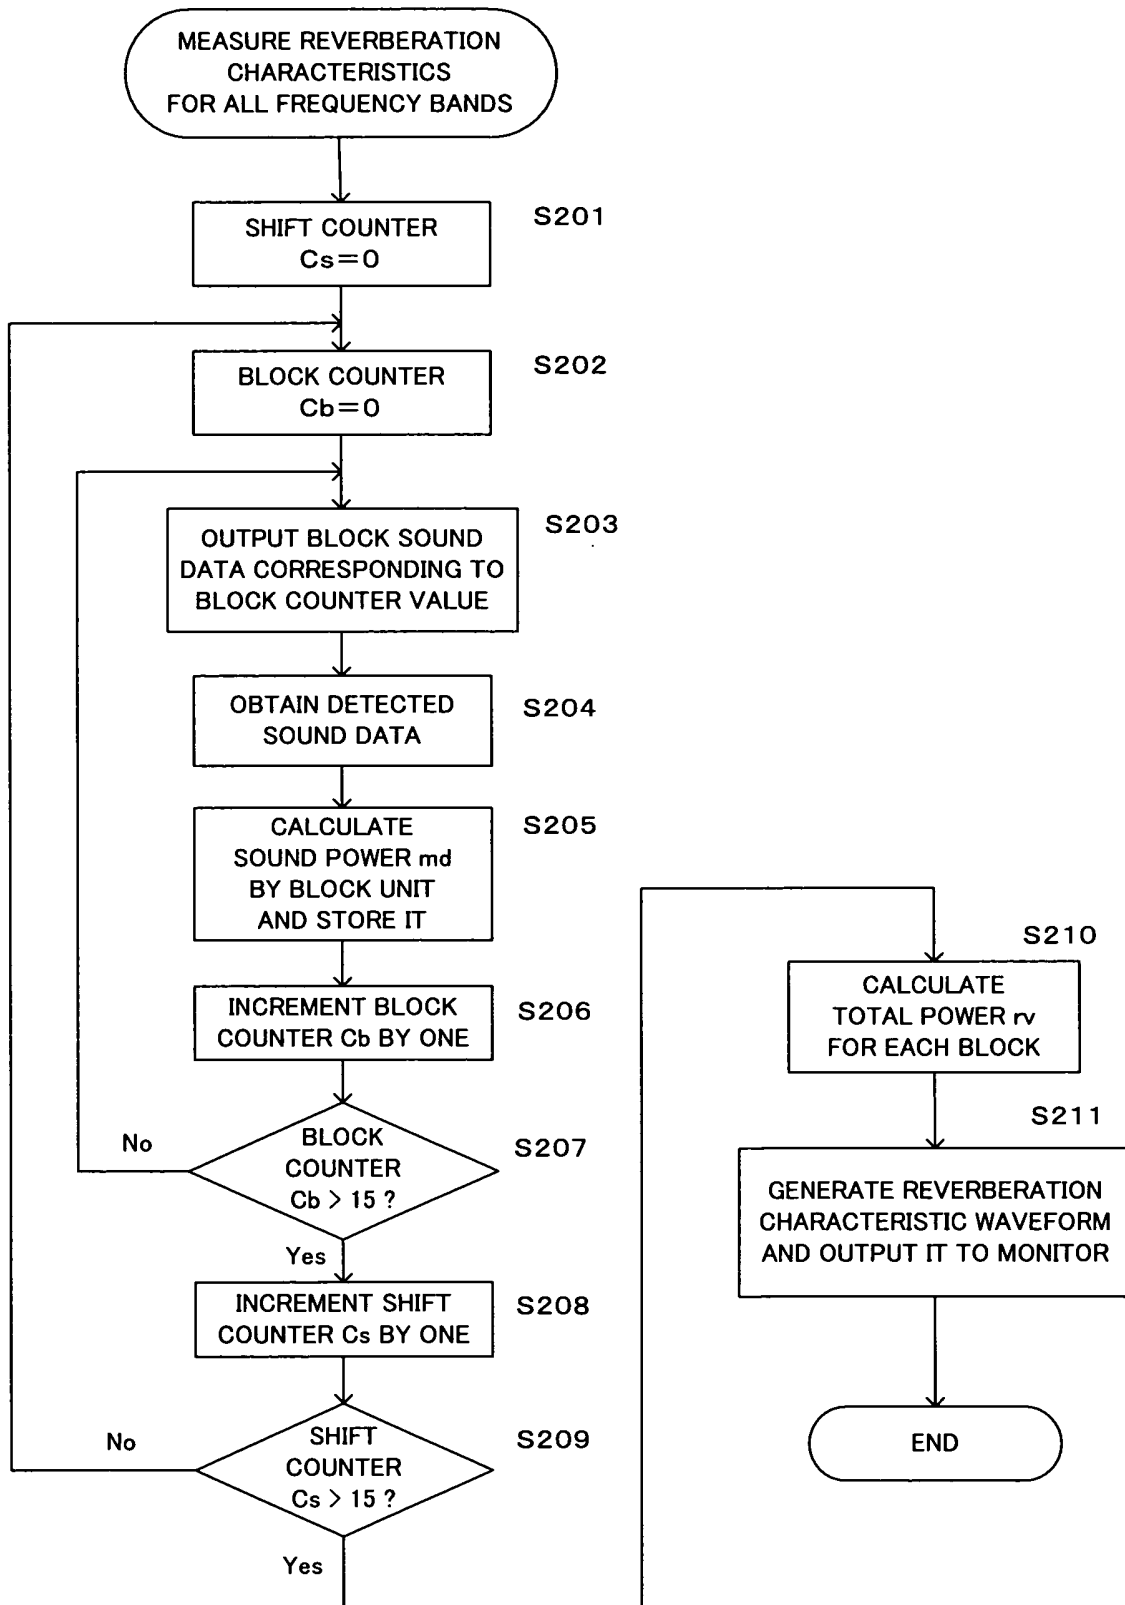 MEASURE REVERBERATION
CHARACTERISTICS
FOR ALL FREQUENCY BANDS
S201
SHIFT COUNTER
Cs=0
S202
BLOCK COUNTER
Cb=0
S203
OUTPUT BLOCK SOUND
DATA CORRESPONDING TO
BLOCK COUNTER VALUE
S204
OBTAIN DETECTED
SOUND DATA
S205
CALCULATE
SOUND POWER md
BY BLOCK UNIT
AND STORE IT
S206
INCREMENT BLOCK
COUNTER Cb BY ONE
S207
BLOCK
COUNTER
Cb > 15 ?
No
Yes
S208
INCREMENT SHIFT
COUNTER Cs BY ONE
S209
SHIFT
COUNTER
Cs > 15 ?
No
Yes
S210
CALCULATE
TOTAL POWER rv
FOR EACH BLOCK
S211
GENERATE REVERBERATION
CHARACTERISTIC WAVEFORM
AND OUTPUT IT TO MONITOR
END